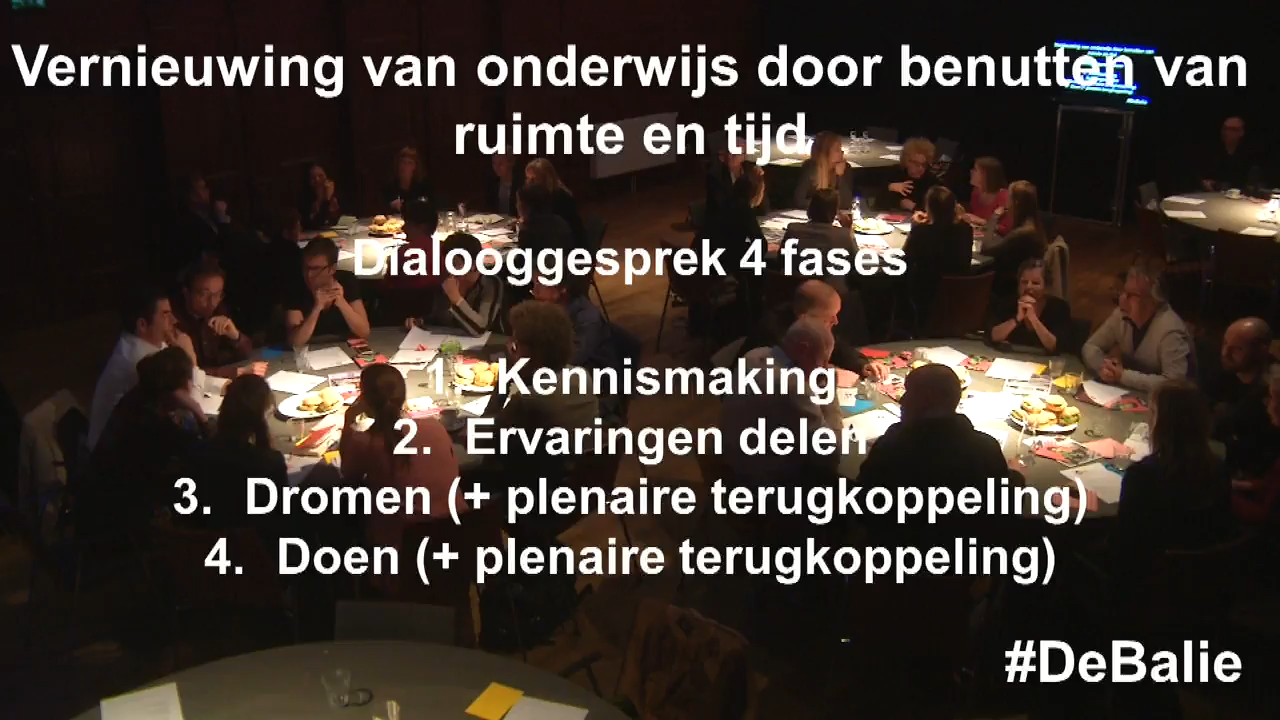 Vernieuwing van onderwijs door benutten van
ruimte en tijd
Dialooggesprek 4 fases
1. Kennismaking
2. Ervaringen delen
3. Dromen (+ plenaire terugkoppeling)
4. Doen (+ plenaire terugkoppeling)
#DeBalie